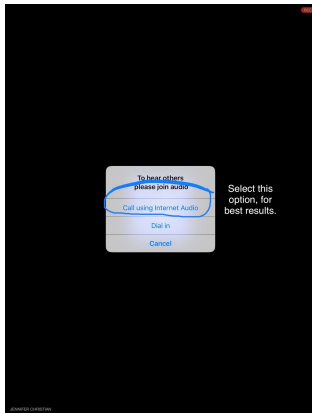 To hear others
please join audio
Call using Internet Audio
Dial in
Cancel
Select this
option, for
best results.
JENNIFER CHRISTIAN